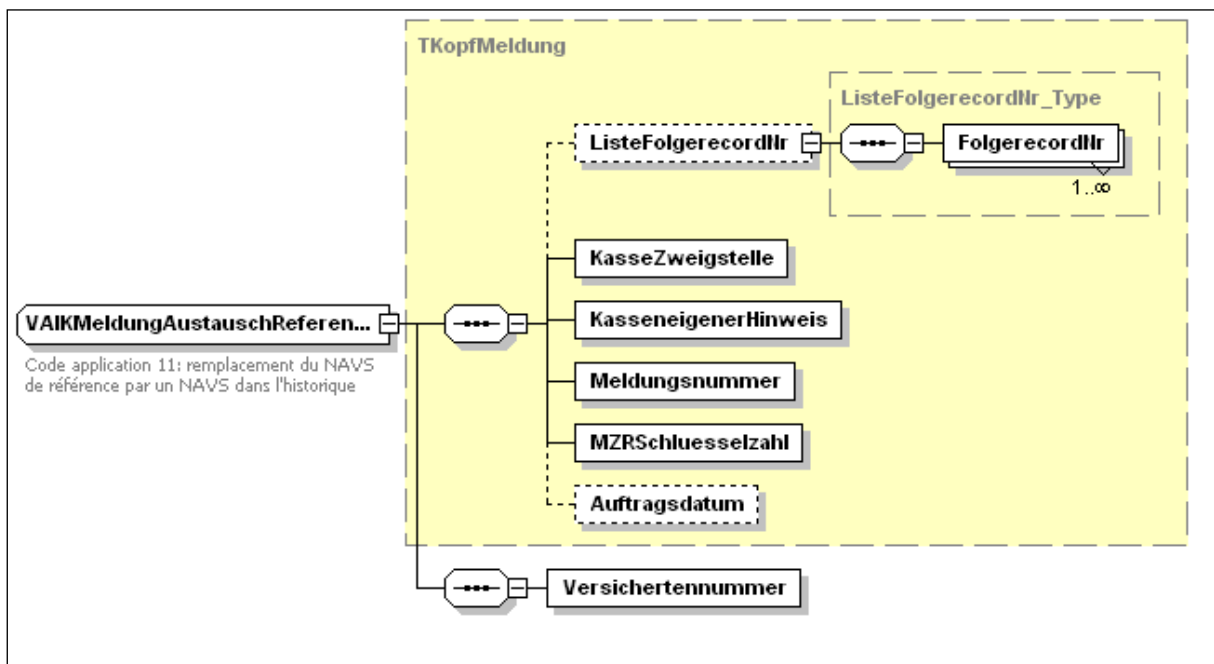 TKopfMeldung
ListeFolgerecordNr_Type
ListeFolgerecordNr
FolgerecordNr
1..∞
KasseZweigstelle
KasseneigenerHinweis
VAIKMeldungAustauschReferen...
Code application 11: remplacement du NAVS
de référence par un NAVS dans l'historique
Meldungsnummer
MZRSchluesselzahl
Auftragsdatum
Versichertennummer